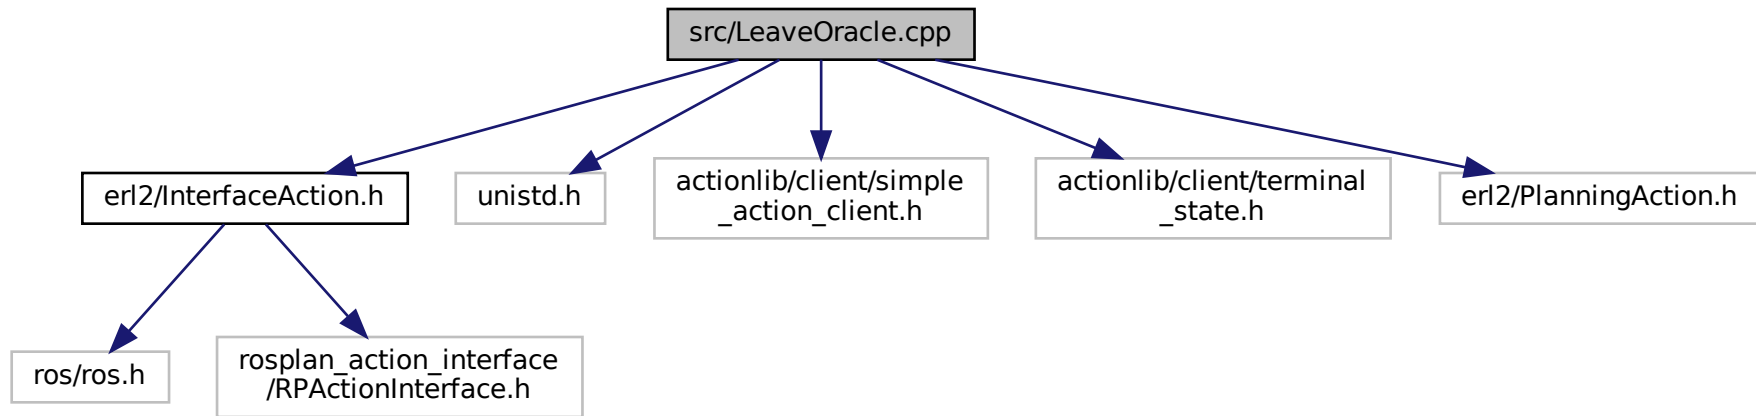 src/LeaveOracle.cpp
erl2/InterfaceAction.h
unistd.h
actionlib/client/simple
_action_client.h
actionlib/client/terminal
_state.h
erl2/PlanningAction.h
ros/ros.h
rosplan_action_interface
/RPActionInterface.h